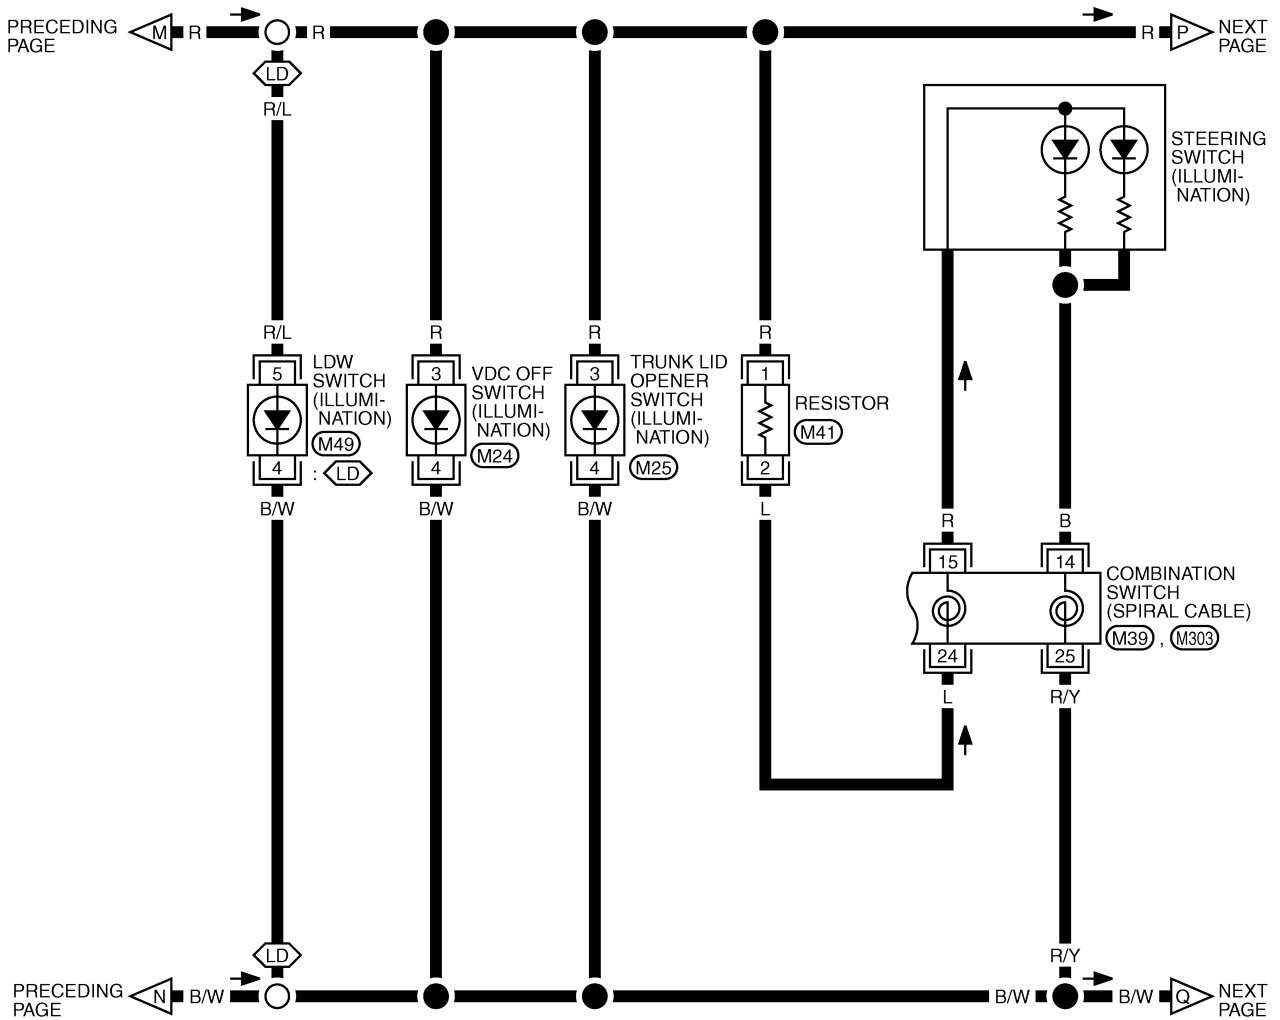 PRECEDING
PAGE
M
R
R
R
P
NEXT
PAGE
LD
R/L
STEERING
SWITCH
(ILLUMI-
NATION)
R/L
R
R
R
5
LDW
SWITCH
(ILLUMI-
NATION)
M49
4
: LD
3
VDC OFF
SWITCH
(ILLUMI-
NATION)
M24
4
3
TRUNK LID
OPENER
SWITCH
(ILLUMI-
NATION)
M25
4
1
RESISTOR
M41
2
B/W
B/W
B/W
L
R
B
15
14
COMBINATION
SWITCH
(SPIRAL CABLE)
M39 , M303
24
25
L
R/Y
LD
R/Y
PRECEDING
PAGE
N
B/W
B/W
B/W
Q
NEXT
PAGE